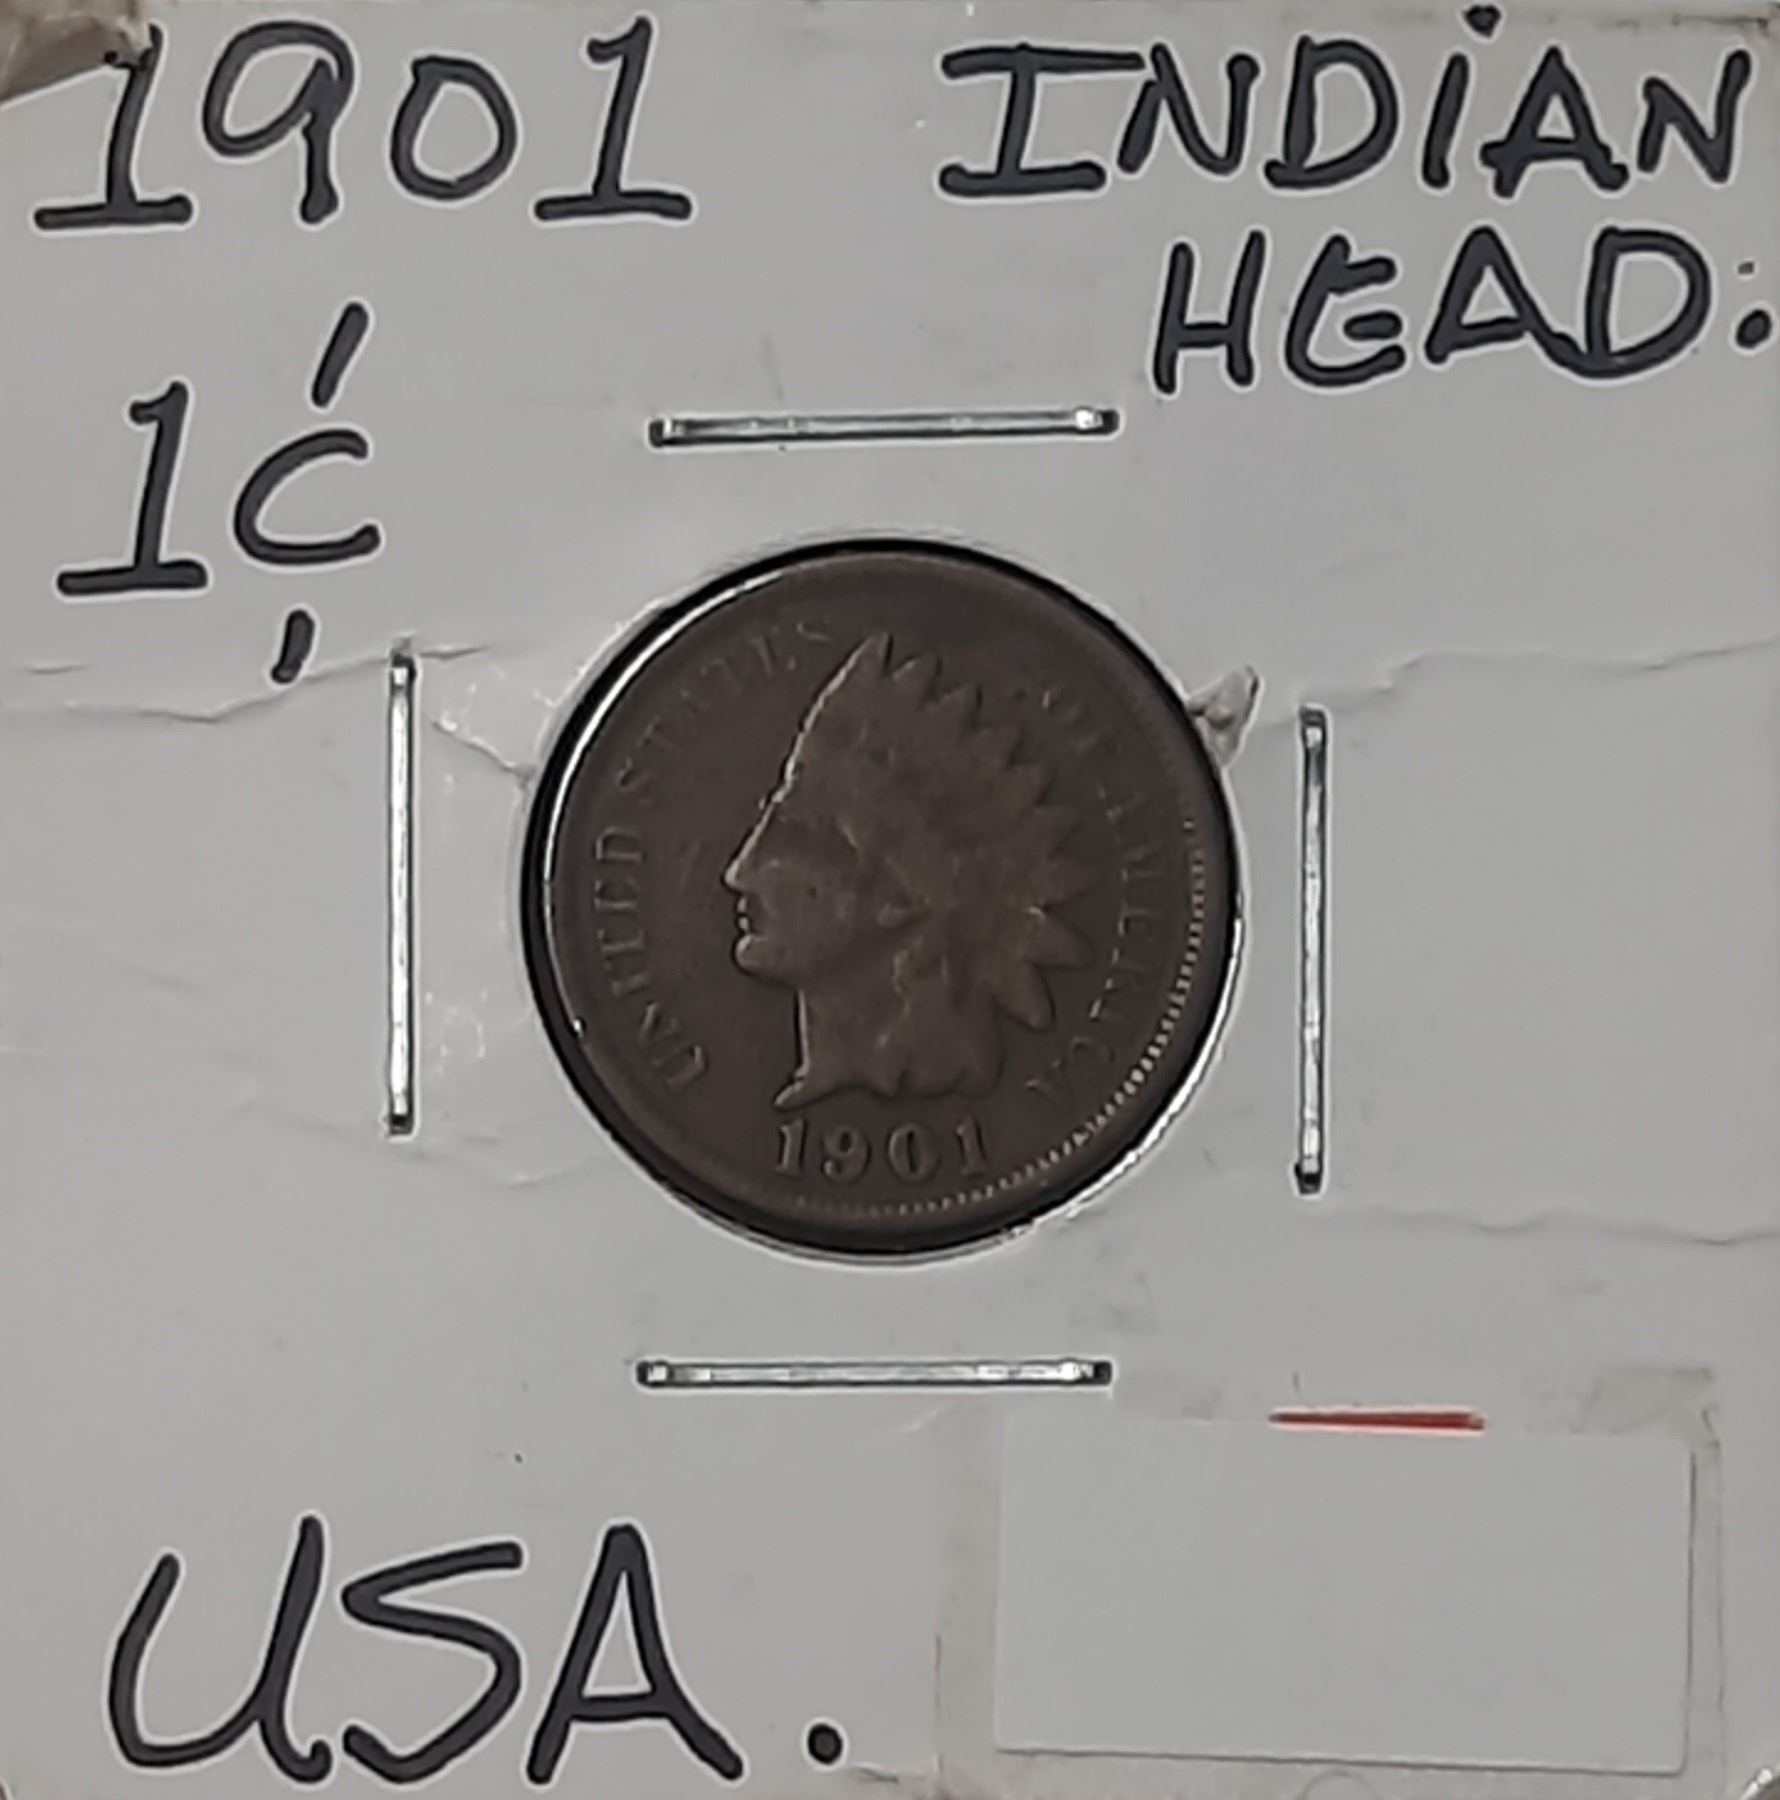 1901 INDiAN
HEAD.
1¢
UNITED STATES OF AMERICA
1901
USA.